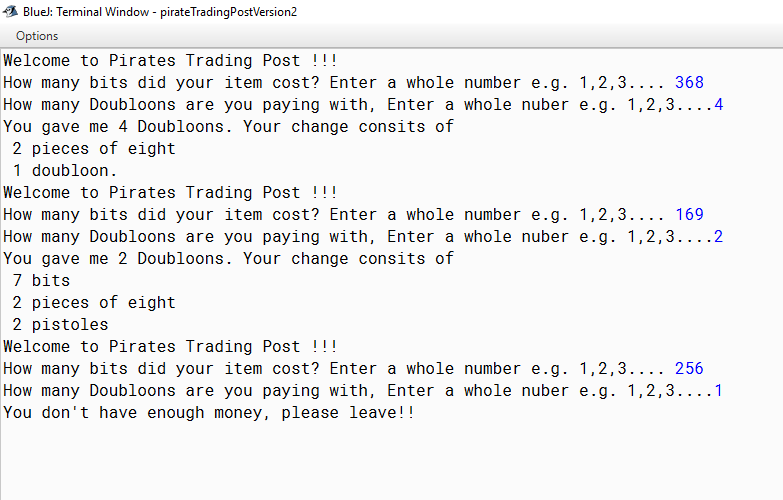 BlueJ: Terminal Window - pirateTradingPostVersion2
Options
Welcome to Pirates Trading Post !!!
How many bits did your item cost? Enter a whole number e.g. 1,2,3.... 368
How many Doubloons are you paying with, Enter a whole nuber e.g. 1,2,3....4
You gave me 4 Doubloons. Your change consits of
2 pieces of eight
1 doubloon.
Welcome to Pirates Trading Post !!!
How many bits did your item cost? Enter a whole number e.g. 1,2,3.... 169
How many Doubloons are you paying with, Enter a whole nuber e.g. 1,2,3....2
You gave me 2 Doubloons. Your change consits of
7 bits
2 pieces of eight
2 pistoles
Welcome to Pirates Trading Post !!!
How many bits did your item cost? Enter a whole number e.g. 1,2,3.... 256
How many Doubloons are you paying with, Enter a whole nuber e.g. 1,2,3....1
You don't have enough money, please leave!!